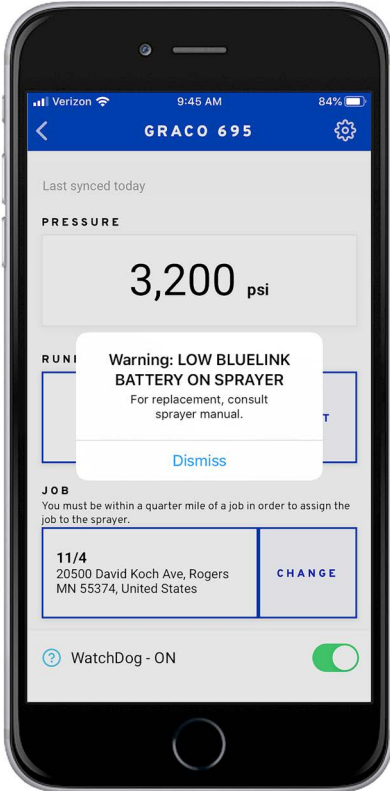 Verizon 9:45 AM 84%
GRACO 695
Last synced today
PRESSURE
3,200 psi
Warning: LOW BLUELINK
BATTERY ON SPRAYER
For replacement, consult
sprayer manual.
Dismiss
JOB
You must be within a quarter mile of a job in order to assign the
job to the sprayer.
11/4
20500 David Koch Ave, Rogers
MN 55374, United States
CHANGE
? WatchDog - ON